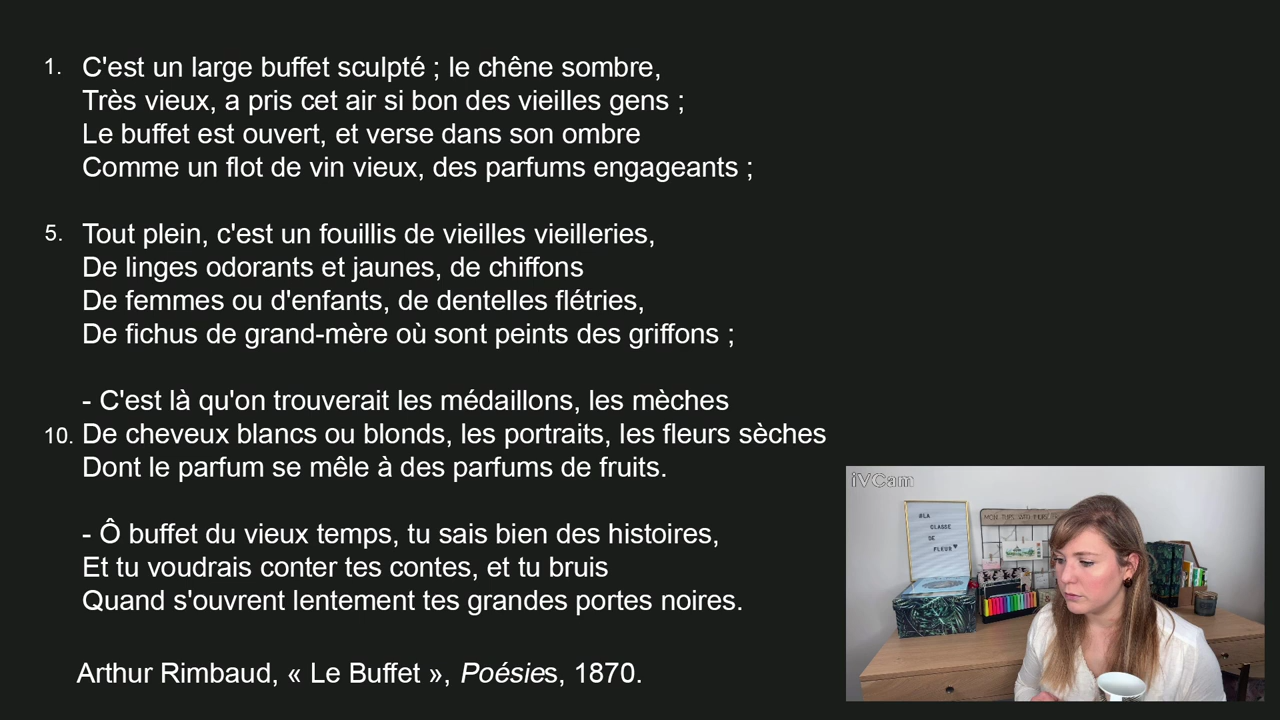 1. C'est un large buffet sculpté ; le chêne sombre,
Très vieux, a pris cet air si bon des vieilles gens ;
Le buffet est ouvert, et verse dans son ombre
Comme un flot de vin vieux, des parfums engageants ;
5. Tout plein, c'est un fouillis de vieilles vieilleries,
De linges odorants et jaunes, de chiffons
De femmes ou d'enfants, de dentelles flétries,
De fichus de grand-mère où sont peints des griffons ;
- C'est là qu'on trouverait les médaillons, les mèches
10. De cheveux blancs ou blonds, les portraits, les fleurs sèches
Dont le parfum se mêle à des parfums de fruits.
- Ô buffet du vieux temps, tu sais bien des histoires,
Et tu voudrais conter tes contes, et tu bruis
Quand s'ouvrent lentement tes grandes portes noires.
Arthur Rimbaud, « Le Buffet », Poésies, 1870.
iVCam
#LA
CLASSE
DE
FLEUR